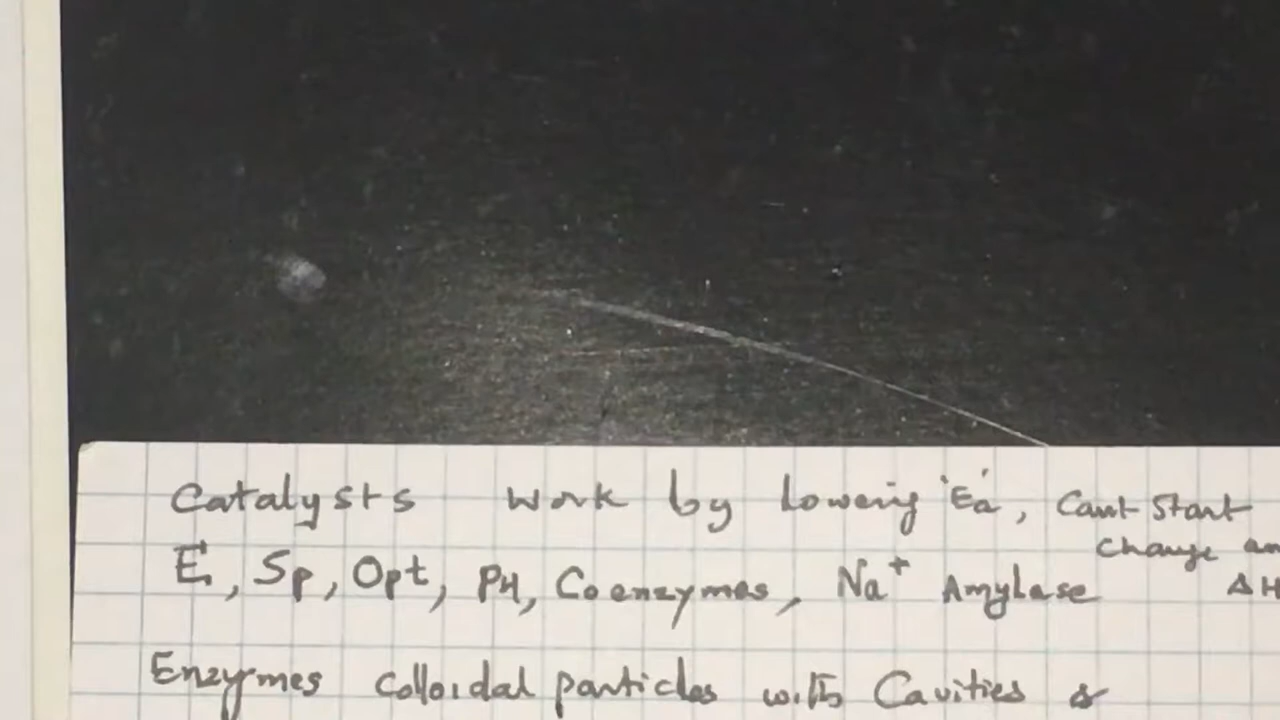 Catalysts work by Lowering 'Ea', Cant Start
Change
E, Sp, Opt, PH, Coenzymes, Na⁺ Amylase ΔH
Enzymes Colloidal particles with Cavities &